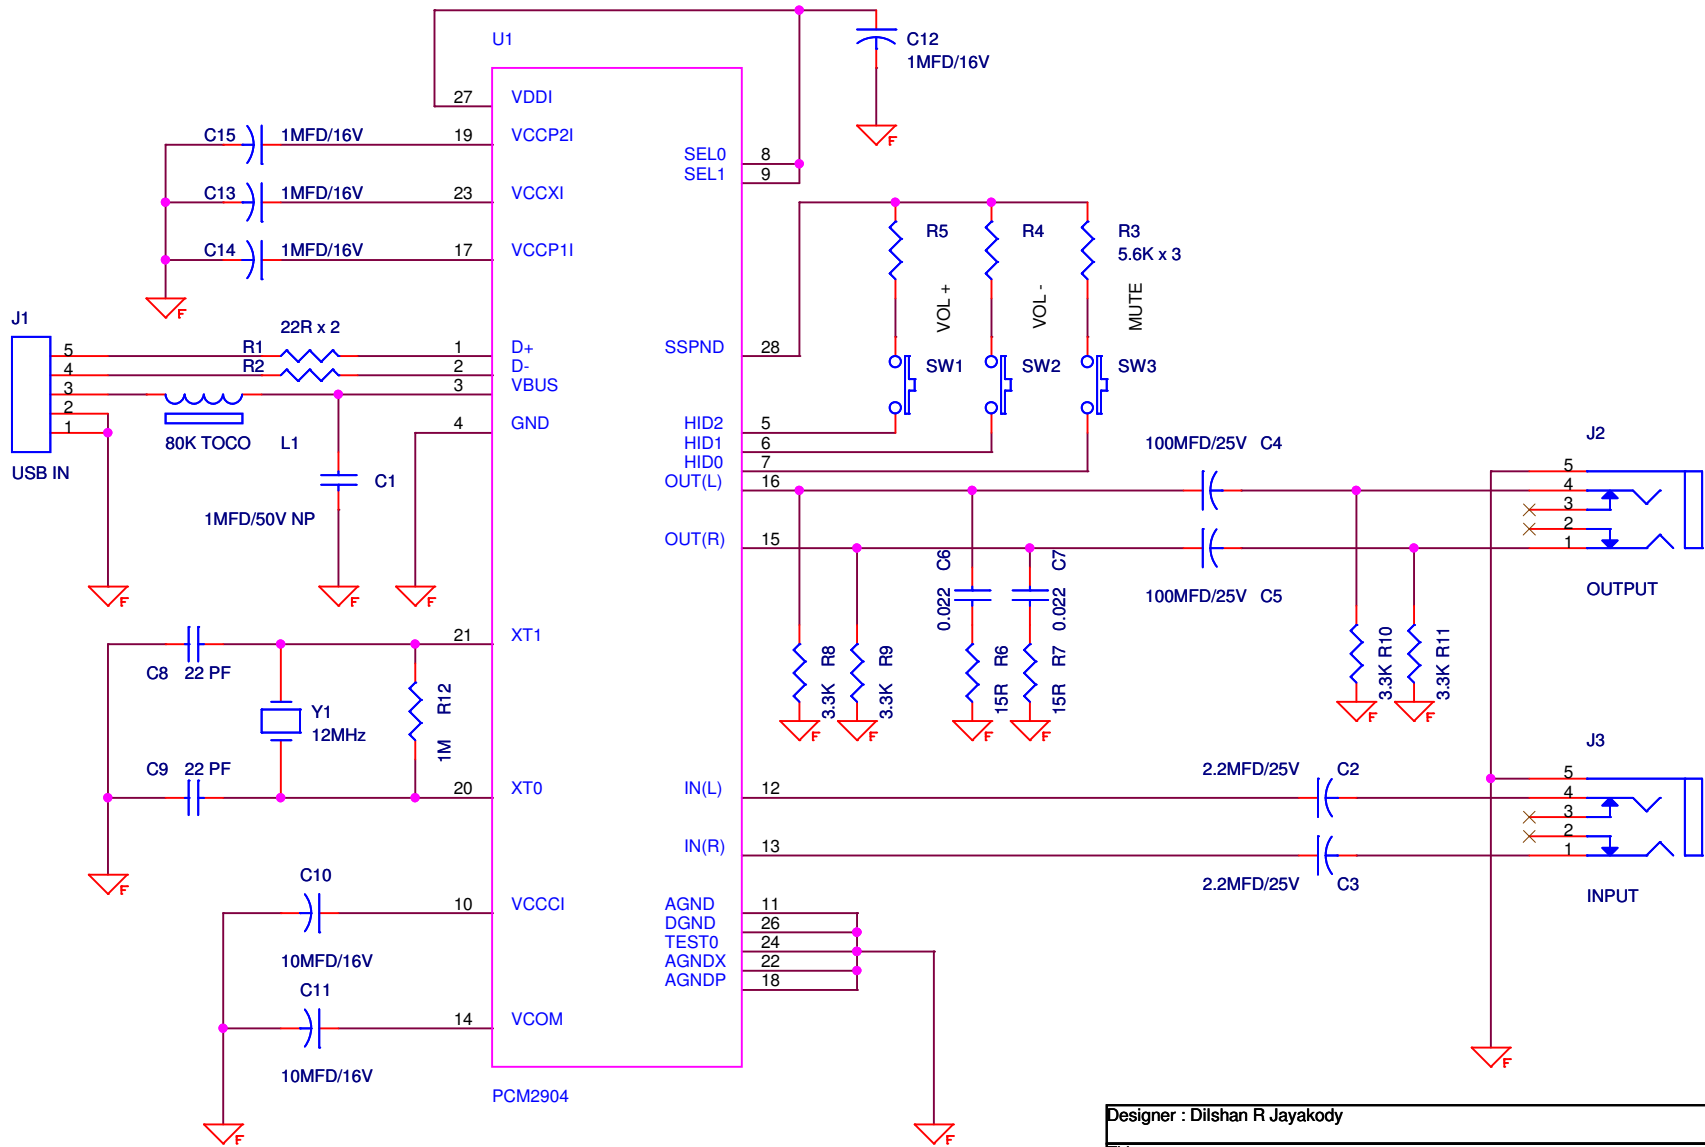 U1
C12
1MFD/16V
27 VDDI
C15 1MFD/16V 19 VCCP2I
SEL0 8
SEL1 9
C13 1MFD/16V 23 VCCXI
C14 1MFD/16V 17 VCCP1I
F
F
R5 R4 R3
5.6K x 3
VOL + VOL - MUTE
J1
22R x 2
5 R1 1 D+
4 R2 2 D-
3 3 VBUS
2
1
4 GND
80K TOCO L1
USB IN
C1
1MFD/50V NP
F F F
SSPND 28
SW1 SW2 SW3
HID2 5
HID1 6
HID0 7
OUT(L) 16
OUT(R) 15
100MFD/25V C4
100MFD/25V C5
J2
5
4
3
2
1
OUTPUT
0.022 C6
0.022 C7
3.3K R8
3.3K R9
15R R6
15R R7
3.3K R10
3.3K R11
F F F F F F
21 XT1
C8 22 PF
Y1
12MHz
1M R12
C9 22 PF
20 XT0
F
IN(L) 12
IN(R) 13
2.2MFD/25V C2
2.2MFD/25V C3
J3
5
4
3
2
1
INPUT
C10
10 VCCCI
10MFD/16V
C11
14 VCOM
10MFD/16V
AGND 11
DGND 26
TEST0 24
AGNDX 22
AGNDP 18
F
PCM2904
F F
Designer : Dilshan R Jayakody